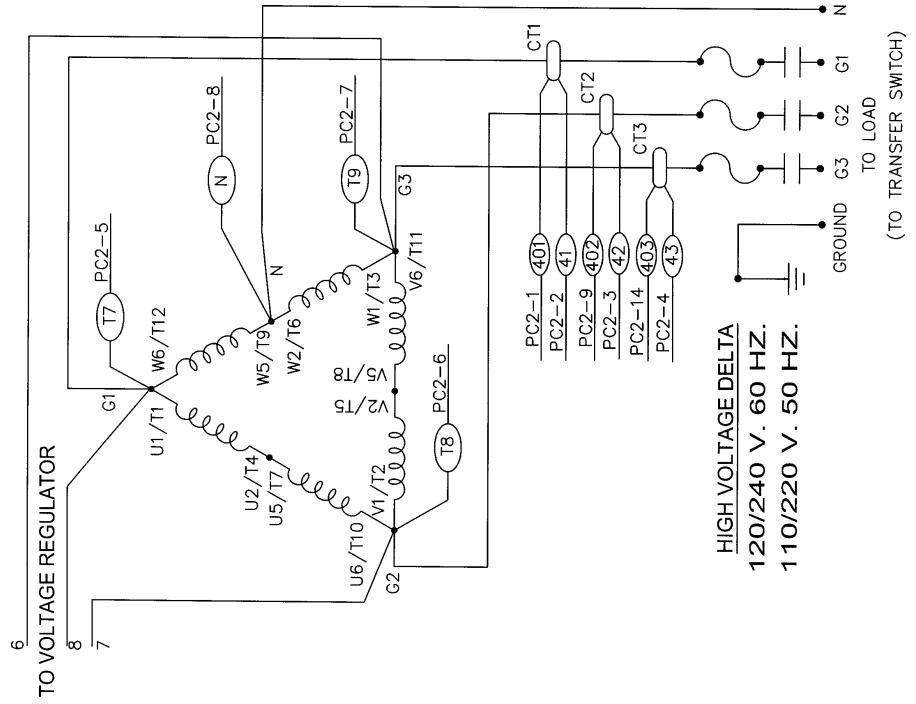 6
TO VOLTAGE REGULATOR
8
7
T7
PC2-5
N
PC2-8
T9
PC2-7
G1
U1/T1
W6/T12
W5/T9
W2/T6
N
W1/T3
V6/T11
G3
U2/T4
U5/T7
U6/T10
V1/T2
V2/T5
V5/T8
G2
T8
PC2-6
CT1
CT2
CT3
PC2-1
401
PC2-2
41
PC2-9
402
PC2-3
42
PC2-14
403
PC2-4
43
N
G1
G2
G3
GROUND
TO LOAD
(TO TRANSFER SWITCH)
HIGH VOLTAGE DELTA
120/240 V. 60 HZ.
110/220 V. 50 HZ.